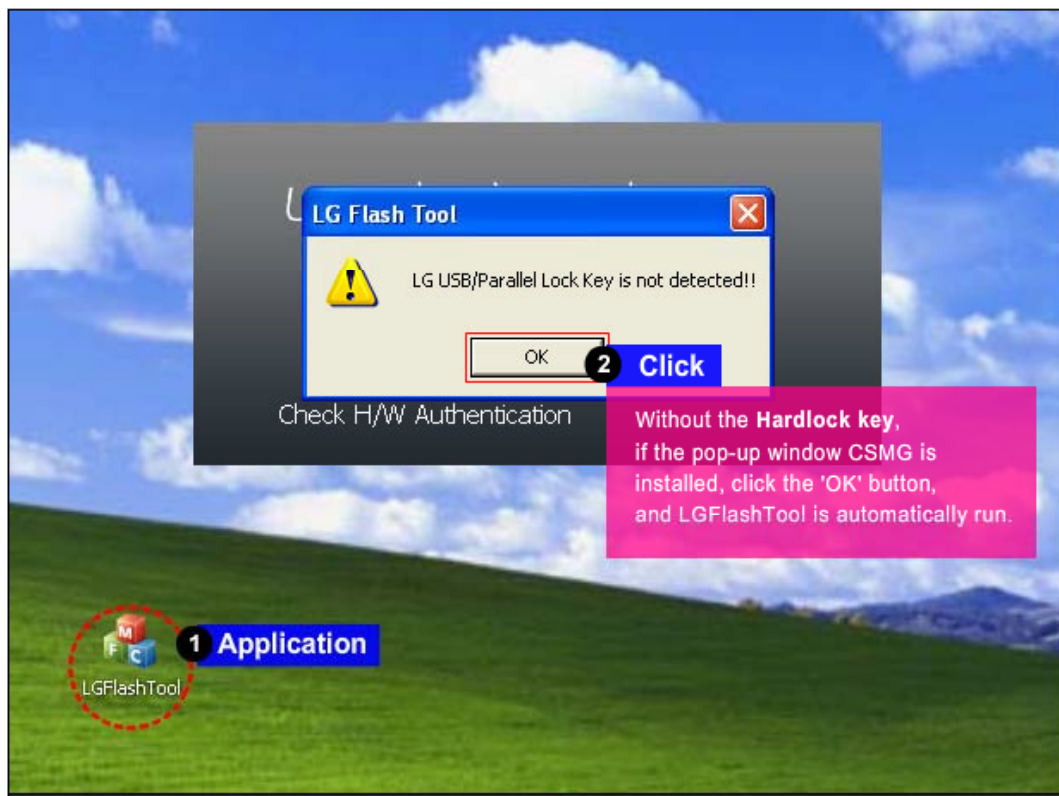 LG Flash Tool
LG USB/Parallel Lock Key is not detected!!
OK
2 Click
Check H/W Authentication
Without the Hardlock key,
if the pop-up window CSMG is
installed, click the 'OK' button,
and LGFlashTool is automatically run.
M
F C
1 Application
LGFlashTool